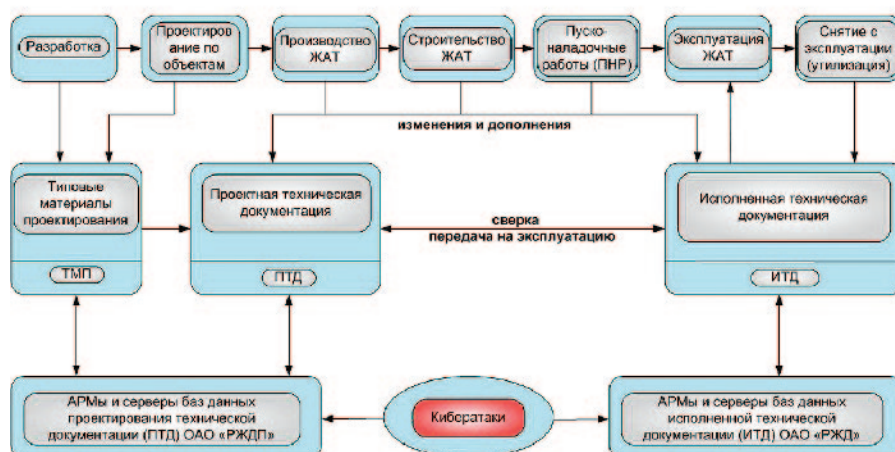 Разработка
Проектиров
ание по
объектам
Производство
ЖАТ
Строительство
ЖАТ
Пуско-
наладочные
работы (ПНР)
Эксплуатация
ЖАТ
Снятие с
эксплуатации
(утилизация)
изменения и дополнения
Типовые
материалы
проектирования
ТМП
Проектная техническая
документация
ПТД
сверка
передача на эксплуатацию
Исполненная техническая
документация
ИТД
АРМы и серверы баз данных
проектирования технической
документации (ПТД) ОАО «РЖДП»
Кибератаки
АРМы и серверы баз данных
исполненной технической
документации (ИТД) ОАО «РЖД»